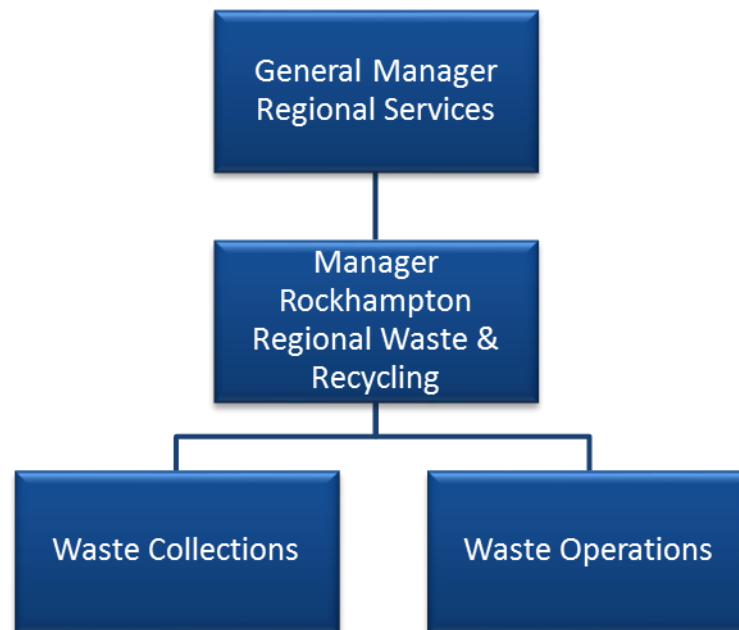 General Manager
Regional Services
Manager
Rockhampton
Regional Waste &
Recycling
Waste Collections
Waste Operations